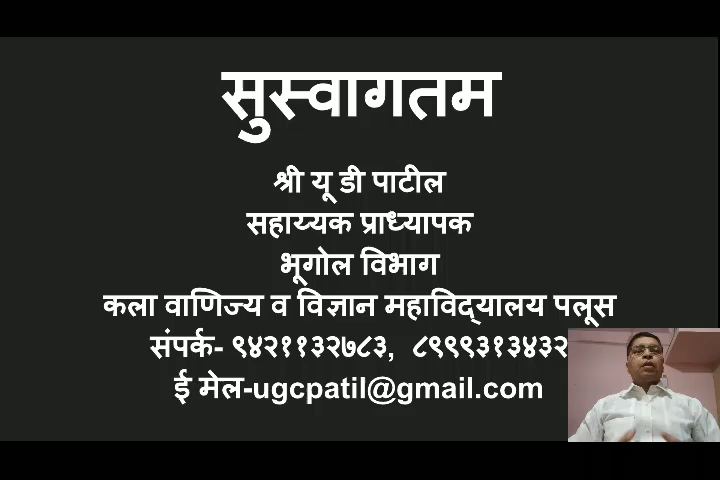 सुस्वागतम
श्री यू डी पाटील
सहाय्यक प्राध्यापक
भूगोल विभाग
कला वाणिज्य व विज्ञान महाविद्यालय पलूस
संपर्क- ९४२११३२७८३, ८९९९३१३४३२
ई मेल-ugcpatil@gmail.com